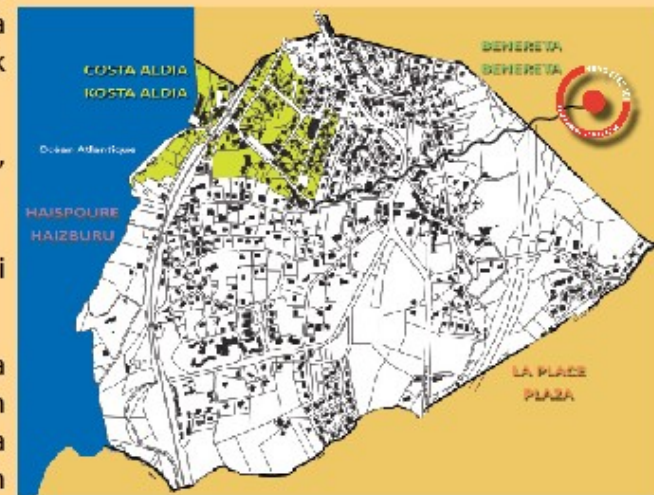 COSTA ALDIA
KOSTA ALDIA
BENERETA
BENERETA
Océan Atlantique
HAISPOURE
HAIZBURU
LA PLACE
PLAZA